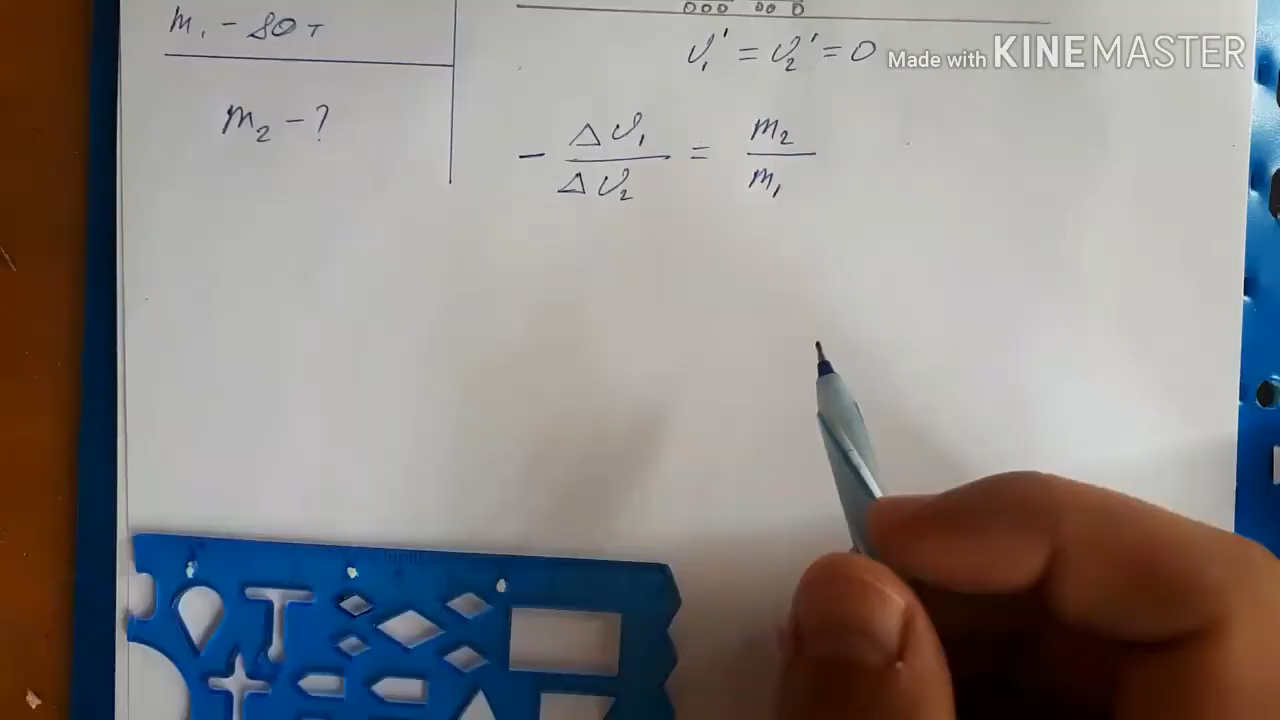 m₁ - 80 т
υ₁' = υ₂' = 0
Made with KINEMASTER
m₂ - ?
- Δυ₁ / Δυ₂ = m₂ / m₁